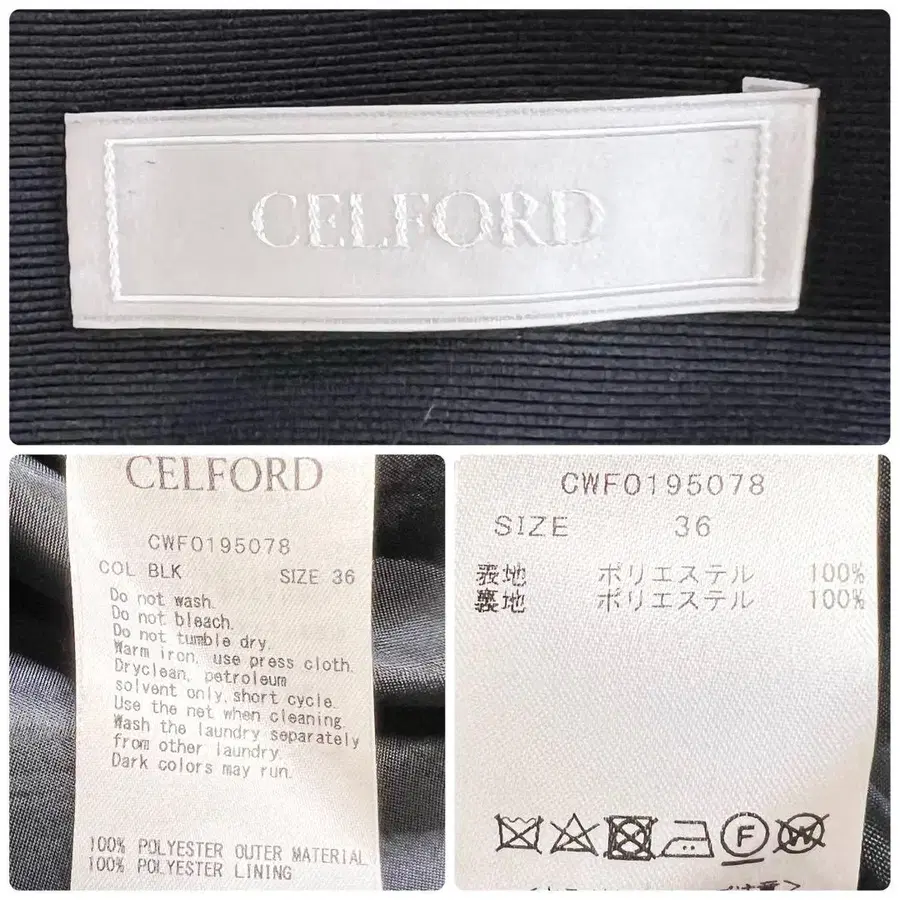 CELFORD
CELFORD
CWF0195078
COL BLK SIZE 36
Do not wash.
Do not bleach.
Do not tumble dry.
Warm iron, use press cloth.
Dryclean, petroleum
solvent only, short cycle.
Use the net when cleaning.
Wash the laundry separately
from other laundry.
Dark colors may run.
100% POLYESTER OUTER MATERIAL
100% POLYESTER LINING
CWF0195078
SIZE 36
表地 ポリエステル 100%
裏地 ポリエステル 100%
F W